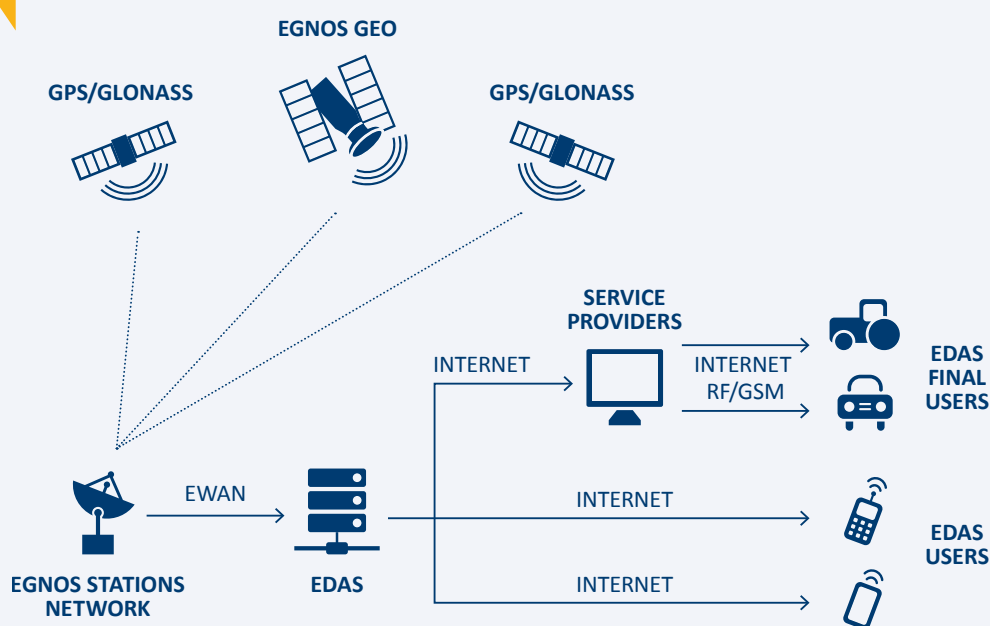 EGNOS GEO
GPS/GLONASS
GPS/GLONASS
SERVICE
PROVIDERS
INTERNET
INTERNET
RF/GSM
EDAS
FINAL
USERS
EWAN
INTERNET
EDAS
USERS
EGNOS STATIONS
NETWORK
EDAS
INTERNET